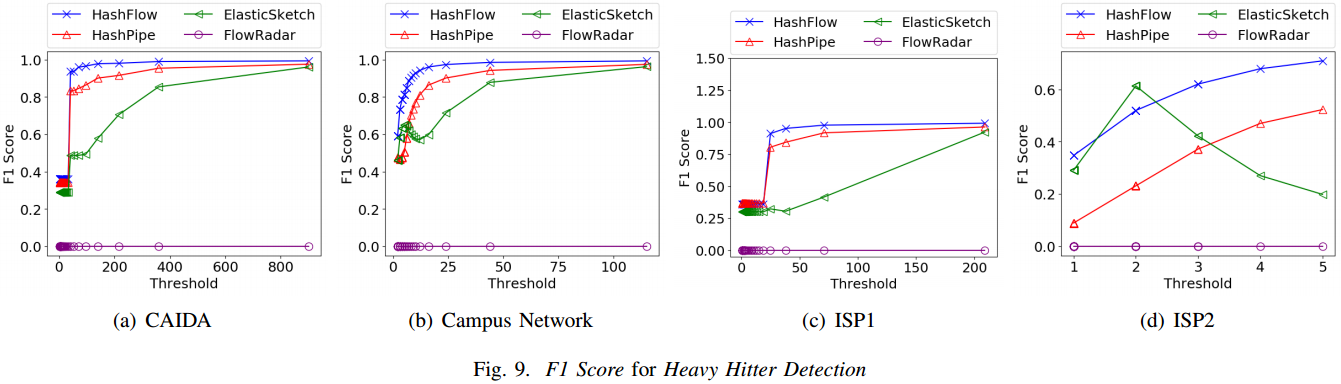 HashFlow ElasticSketch
HashPipe FlowRadar
F1 Score
1.0
0.8
0.6
0.4
0.2
0.0
0 200 400 600 800
Threshold
(a) CAIDA
HashFlow ElasticSketch
HashPipe FlowRadar
F1 Score
1.0
0.8
0.6
0.4
0.2
0.0
0 25 50 75 100
Threshold
(b) Campus Network
HashFlow ElasticSketch
HashPipe FlowRadar
F1 Score
1.50
1.25
1.00
0.75
0.50
0.25
0.00
0 50 100 150 200
Threshold
(c) ISP1
HashFlow ElasticSketch
HashPipe FlowRadar
F1 Score
0.6
0.4
0.2
0.0
1 2 3 4 5
Threshold
(d) ISP2
Fig. 9. F1 Score for Heavy Hitter Detection